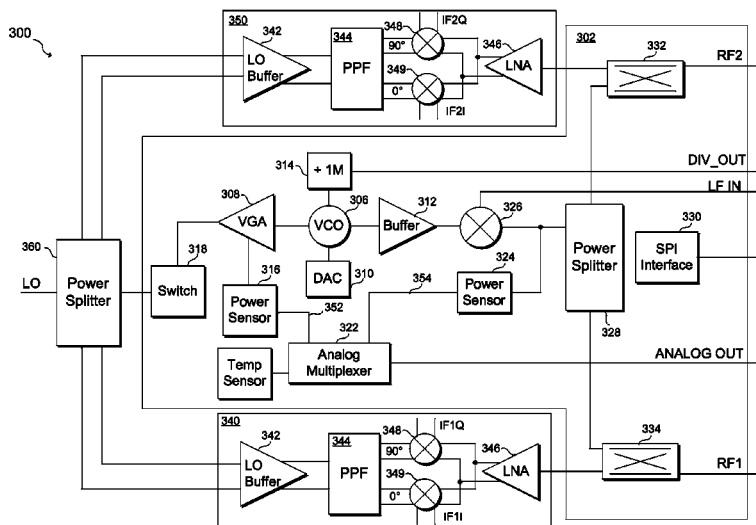 300
350
342
LO
Buffer
344
PPF
90°
0°
348
IF2Q
349
IF2I
346
LNA
302
332
RF2
314
÷ 1M
DIV_OUT
LF IN
308
VGA
306
VCO
312
Buffer
326
360
Power
Splitter
LO
318
Switch
316
Power
Sensor
DAC
310
352
354
324
Power
Sensor
Power
Splitter
328
330
SPI
Interface
322
Temp
Sensor
Analog
Multiplexer
ANALOG OUT
340
342
LO
Buffer
344
PPF
90°
0°
348
IF1Q
349
IF1I
346
LNA
334
RF1